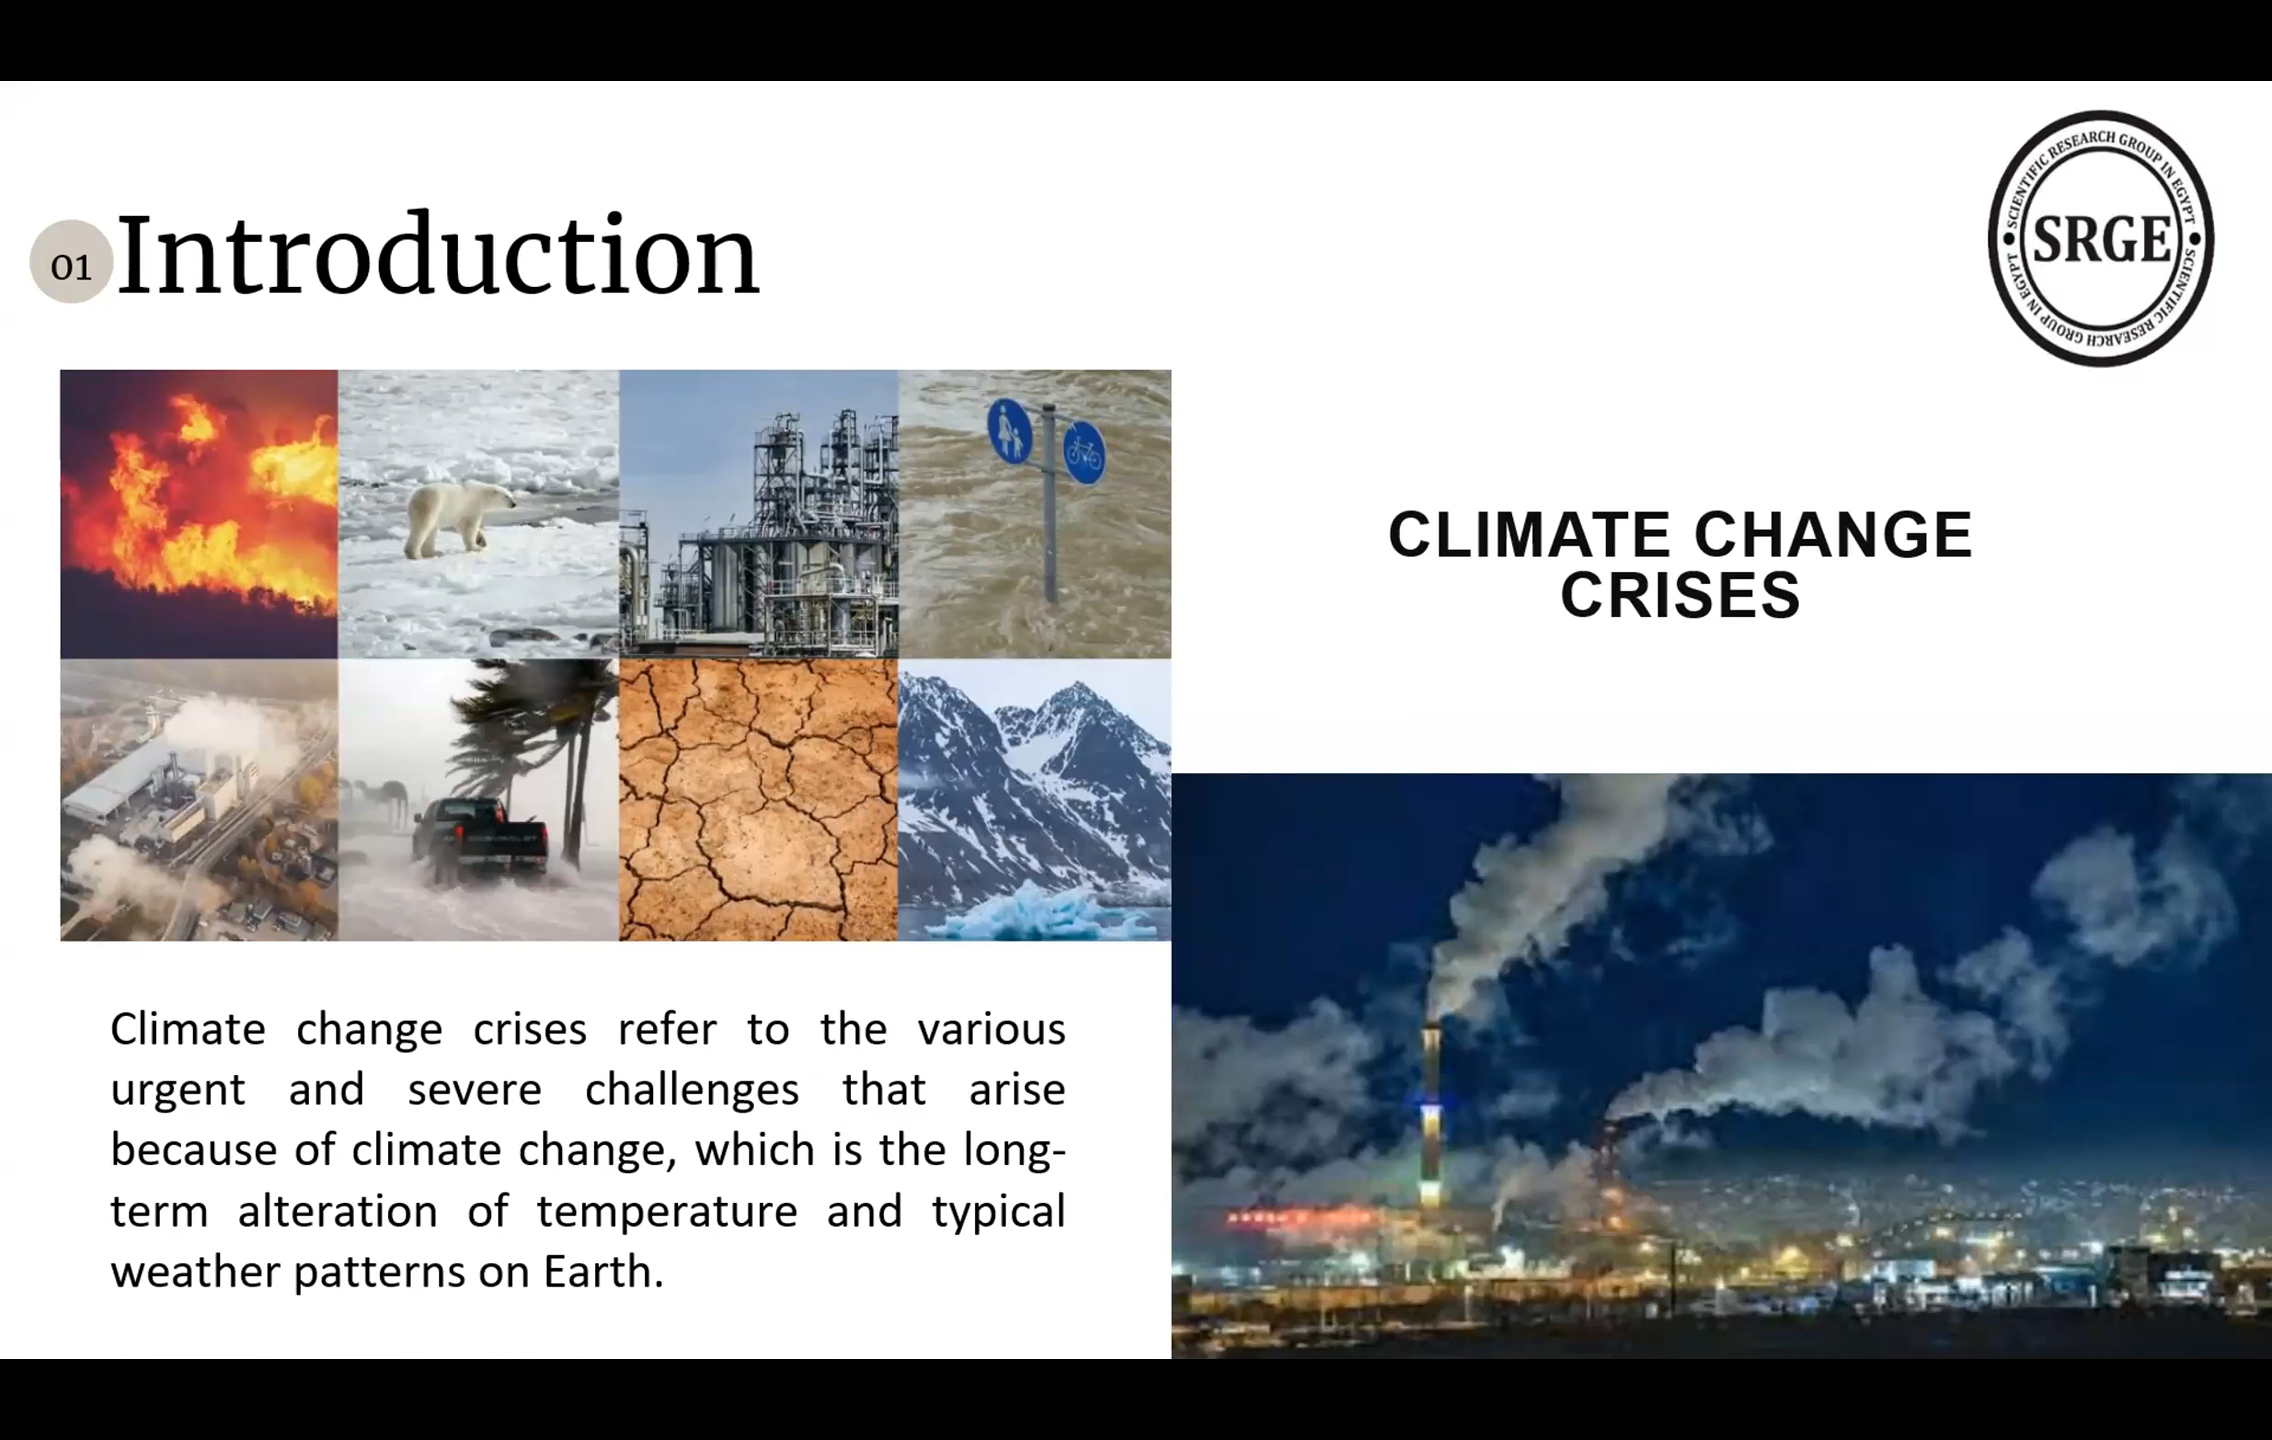 01
Introduction
SCIENTIFIC RESEARCH GROUP IN EGYPT
SRGE
SCIENTIFIC RESEARCH GROUP IN EGYPT
CLIMATE CHANGE
CRISES
CHEVROLET
Climate change crises refer to the various
urgent and severe challenges that arise
because of climate change, which is the long-
term alteration of temperature and typical
weather patterns on Earth.